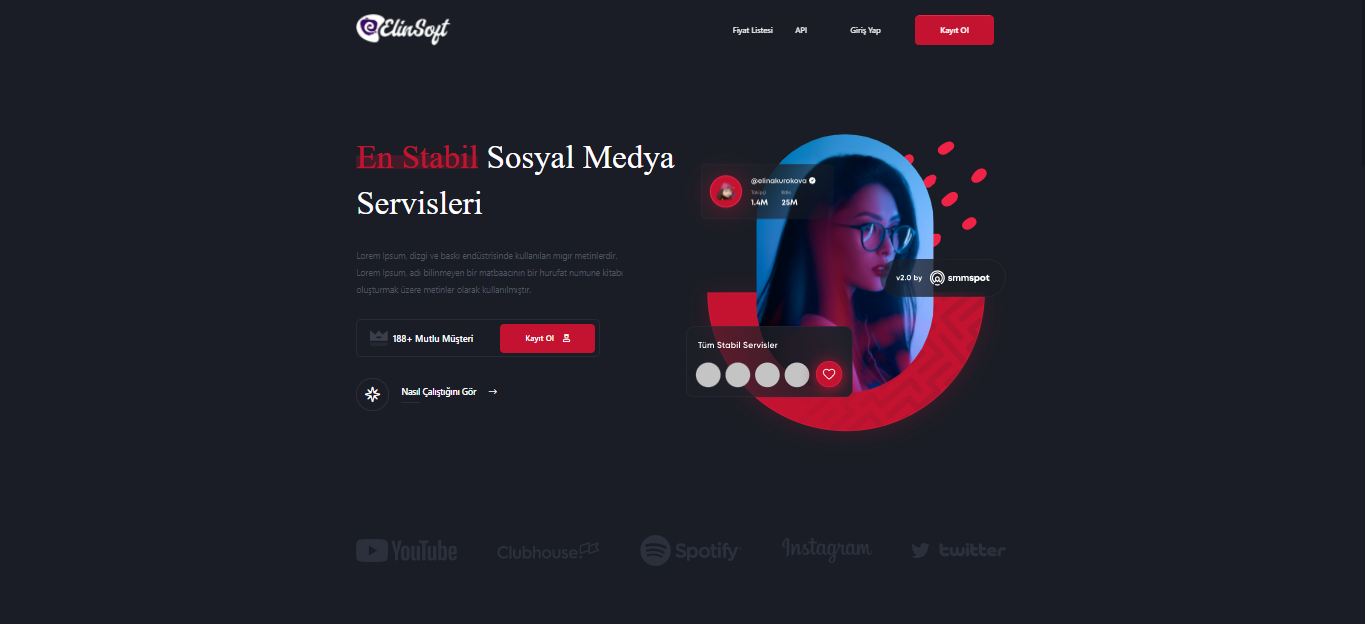 ElinSoft
Fiyat Listesi
API
Giriş Yap
Kayıt Ol
En Stabil Sosyal Medya
Servisleri
Lorem Ipsum, dizgi ve baskı endüstrisinde kullanılan mıgır metinlerdir.
Lorem Ipsum, adı bilinmeyen bir matbaacının bir hurufat numune kitabı
oluşturmak üzere metinler olarak kullanılmıştır.
188+ Mutlu Müşteri
Kayıt Ol
Nasıl Çalıştığını Gör
@elinakurokova
Takipçi
1.4M
25M
v2.0 by smmspot
Tüm Stabil Servisler
YouTube
Clubhouse
Spotify
Instagram
twitter